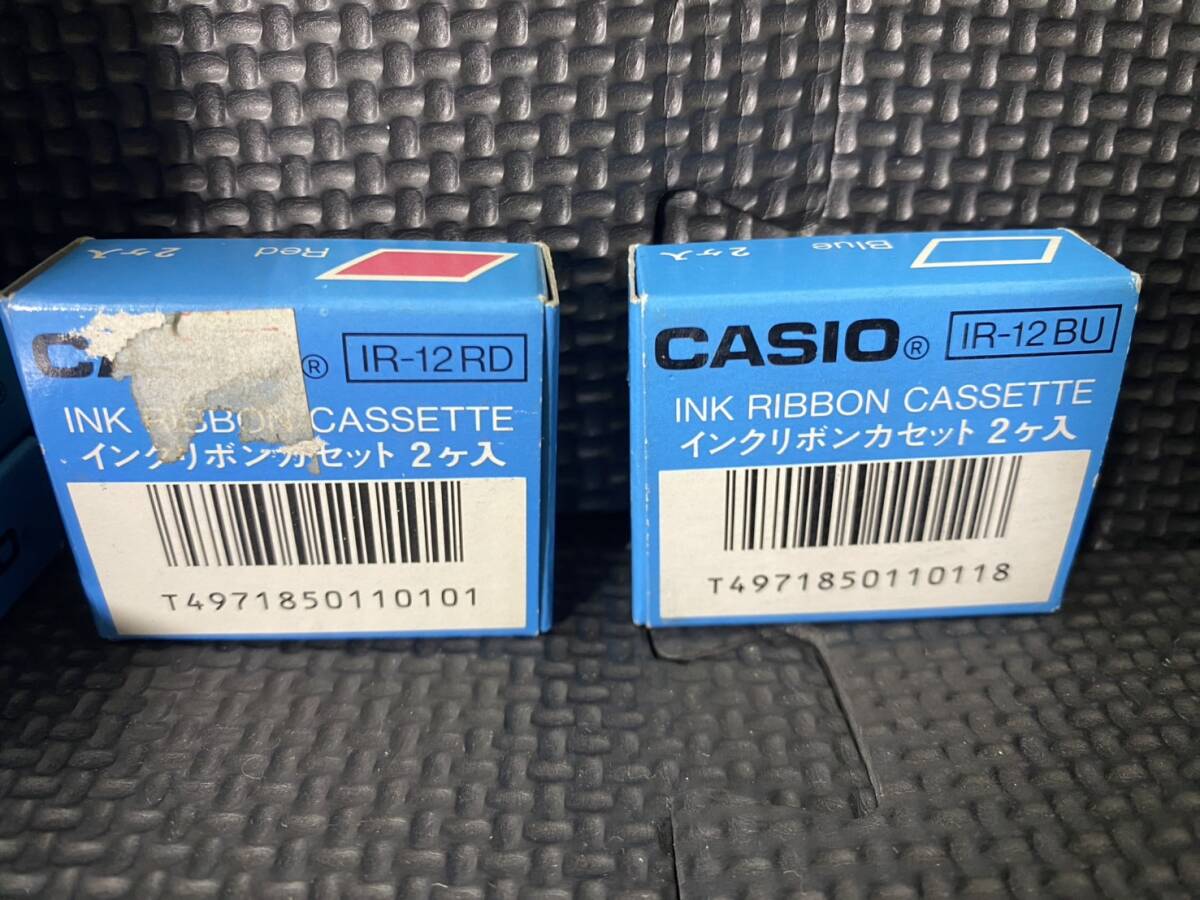 Red 2ヶ入
® IR-12RD
INK RIBBON CASSETTE
インクリボンカセット 2ヶ入
T4971850110101
Blue 2ヶ入
CASIO® IR-12BU
INK RIBBON CASSETTE
インクリボンカセット 2ヶ入
T4971850110118